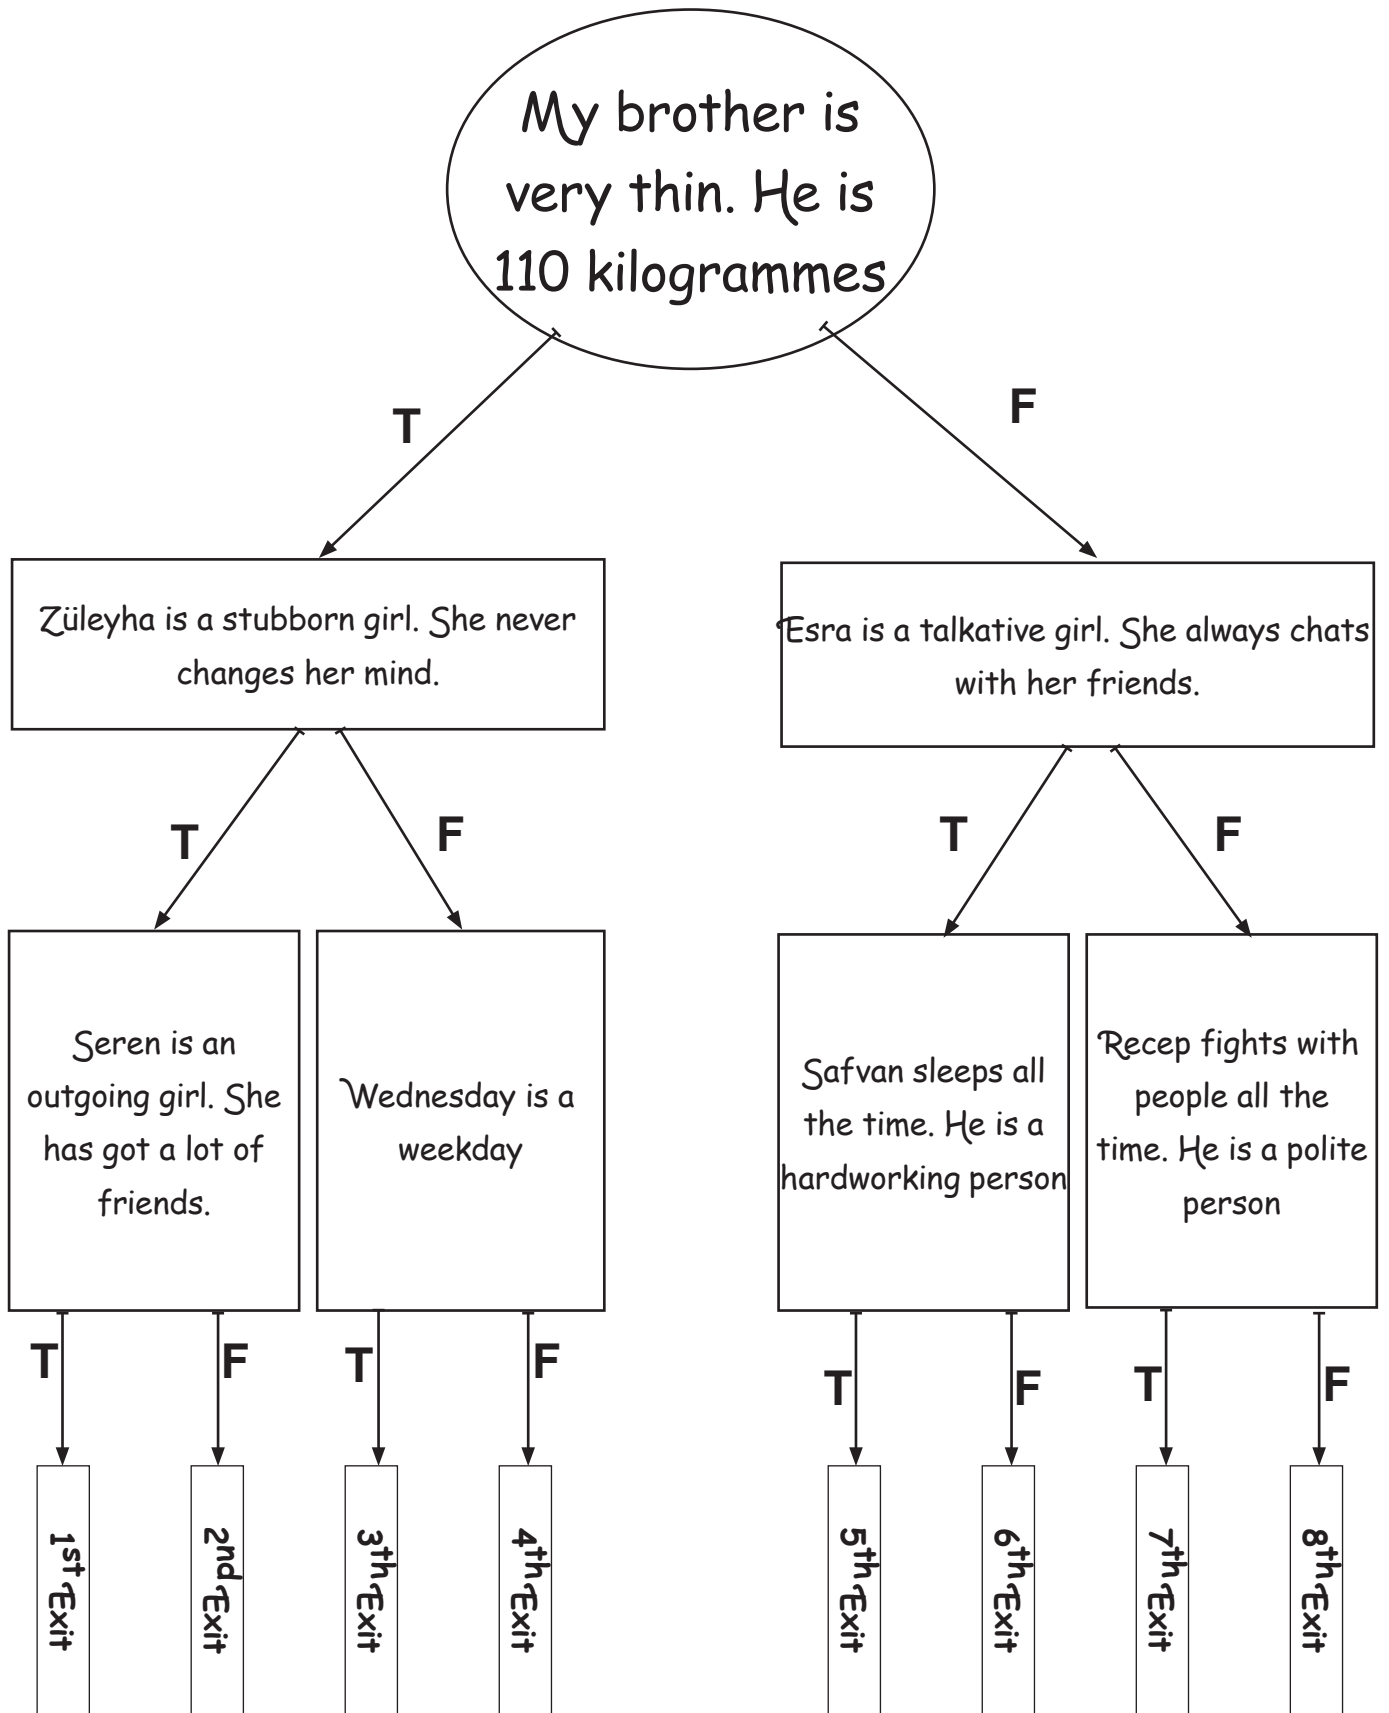 My brother is
very thin. He is
110 kilogrammes
T
F
Züleyha is a stubborn girl. She never
changes her mind.
Esra is a talkative girl. She always chats
with her friends.
T
F
T
F
Seren is an
outgoing girl. She
has got a lot of
friends.
Wednesday is a
weekday
Safvan sleeps all
the time. He is a
hardworking person
Recep fights with
people all the
time. He is a polite
person
T
F
T
F
T
F
T
F
1st Exit
2nd Exit
3th Exit
4th Exit
5th Exit
6th Exit
7th Exit
8th Exit